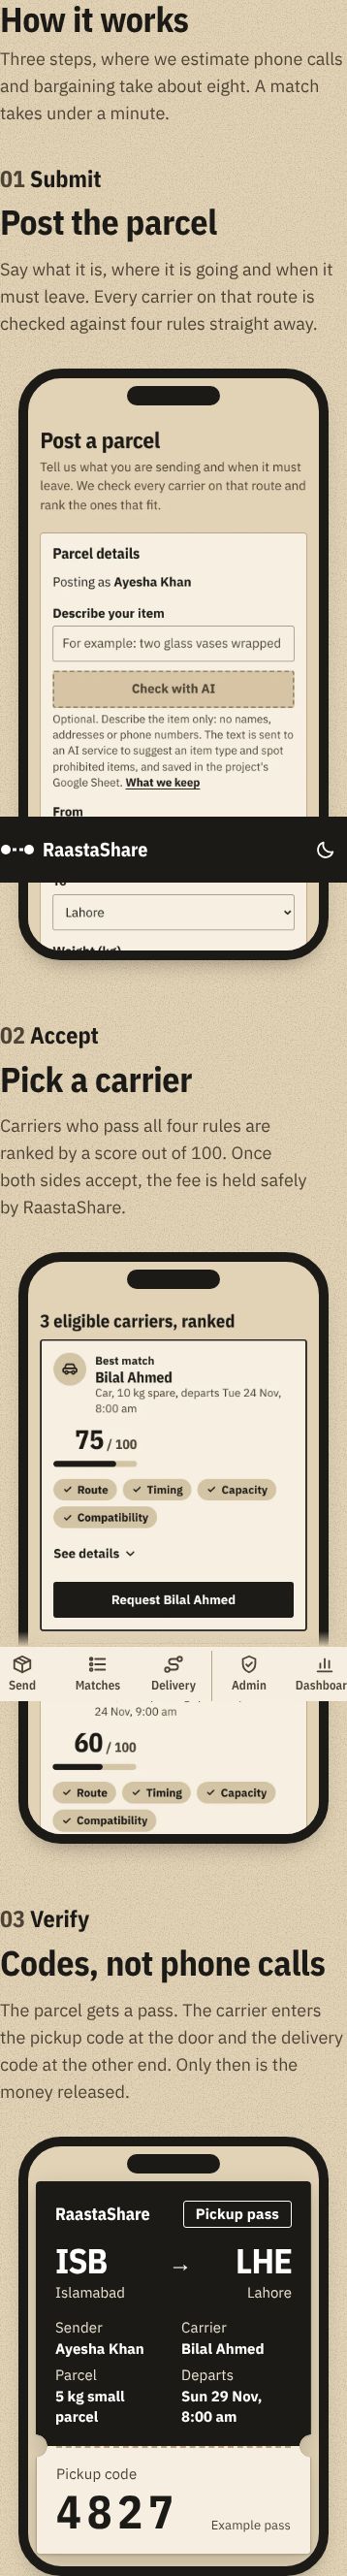 How it works
Three steps, where we estimate phone calls
and bargaining take about eight. A match
takes under a minute.
01 Submit
Post the parcel
Say what it is, where it is going and when it
must leave. Every carrier on that route is
checked against four rules straight away.
Post a parcel
Tell us what you are sending and when it must
leave. We check every carrier on that route and
rank the ones that fit.
Parcel details
Posting as Ayesha Khan
Describe your item
For example: two glass vases wrapped
Check with AI
Optional. Describe the item only: no names,
addresses or phone numbers. The text is sent to
an AI service to suggest an item type and spot
prohibited items, and saved in the project's
Google Sheet. What we keep
From
RaastaShare
To
Lahore
Weight (kg)
02 Accept
Pick a carrier
Carriers who pass all four rules are
ranked by a score out of 100. Once
both sides accept, the fee is held safely
by RaastaShare.
3 eligible carriers, ranked
Best match
Bilal Ahmed
Car, 10 kg spare, departs Tue 24 Nov,
8:00 am
75 / 100
Route Timing Capacity
Compatibility
See details
Request Bilal Ahmed
Send Matches Delivery Admin Dashboar
24 Nov, 9:00 am
60 / 100
Route Timing Capacity
Compatibility
03 Verify
Codes, not phone calls
The parcel gets a pass. The carrier enters
the pickup code at the door and the delivery
code at the other end. Only then is the
money released.
RaastaShare Pickup pass
ISB → LHE
Islamabad Lahore
Sender Carrier
Ayesha Khan Bilal Ahmed
Parcel Departs
5 kg small Sun 29 Nov,
parcel 8:00 am
Pickup code
4827 Example pass